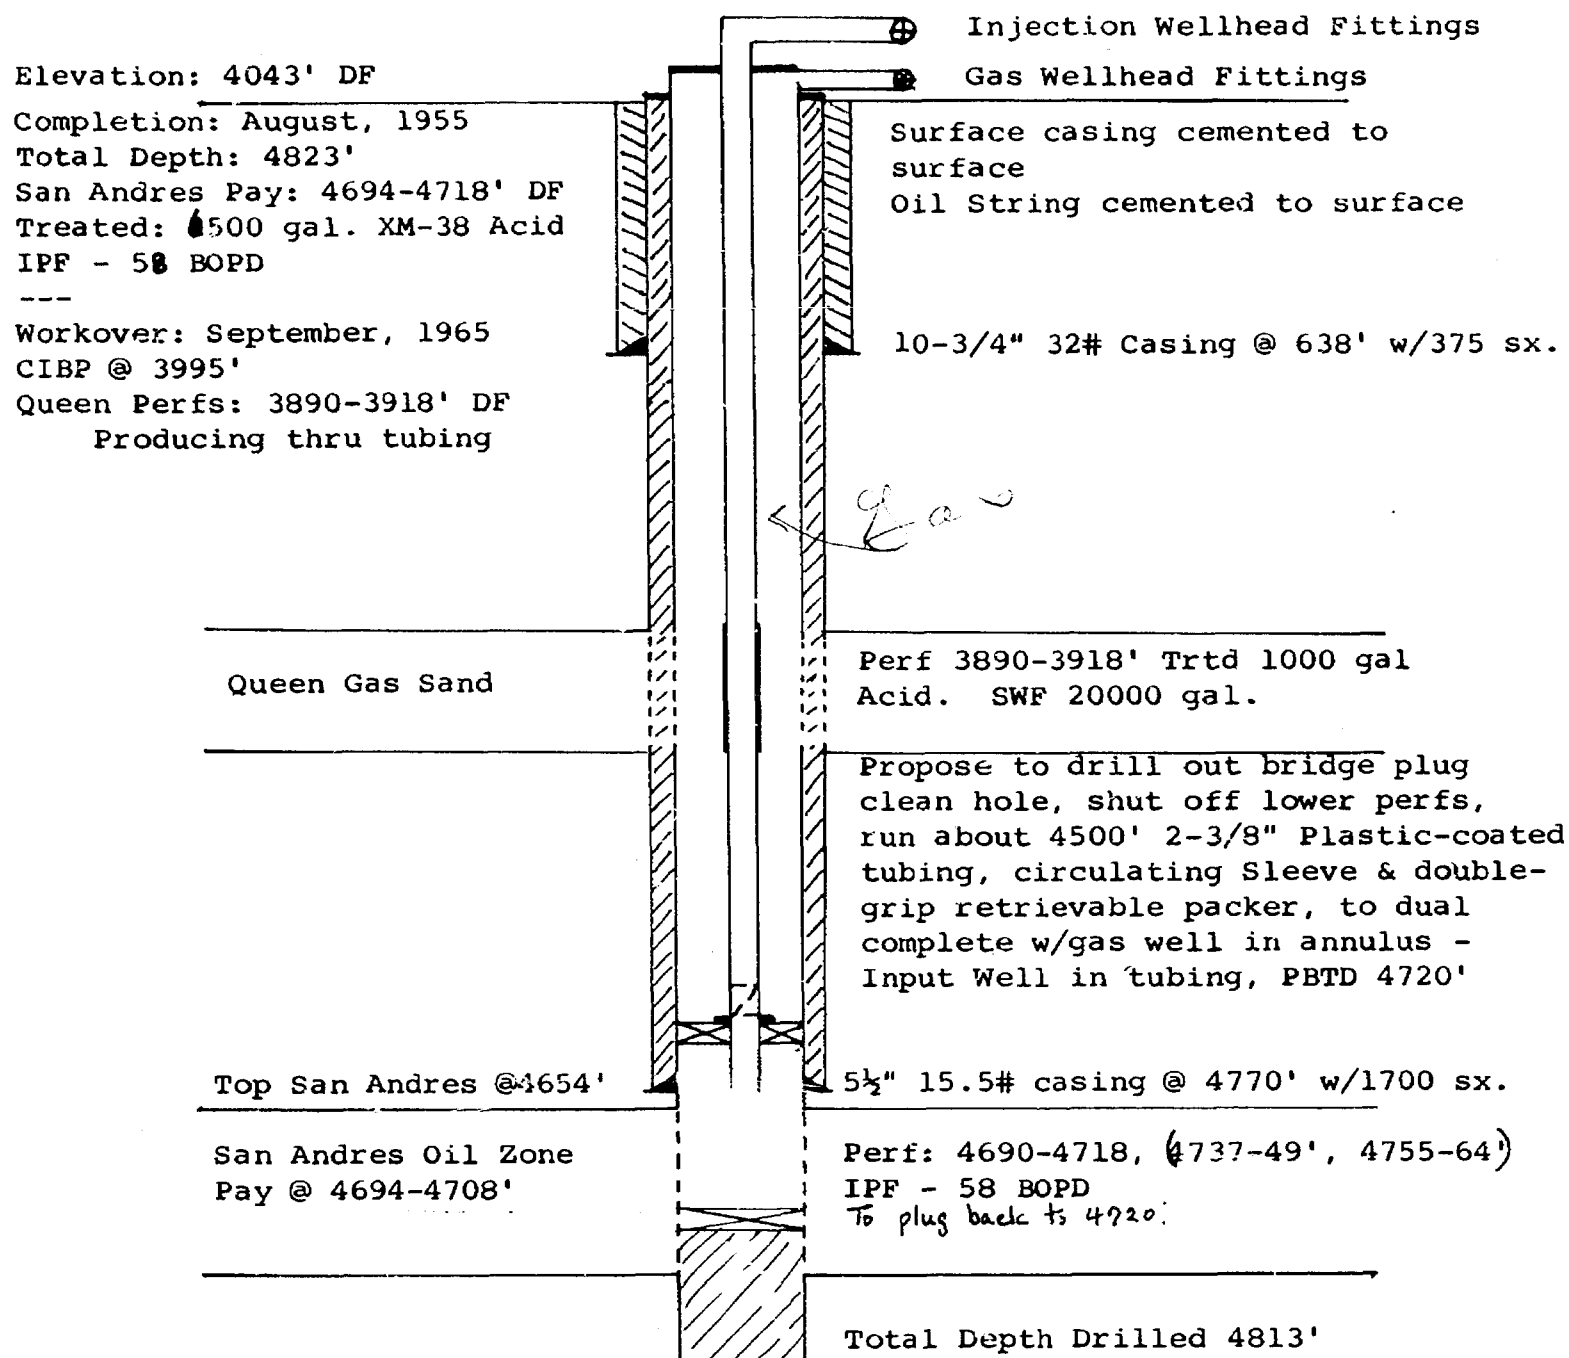 Injection Wellhead Fittings
Elevation: 4043' DF
Gas Wellhead Fittings
Completion: August, 1955
Total Depth: 4823'
San Andres Pay: 4694-4718' DF
Treated: 6500 gal. XM-38 Acid
IPF - 58 BOPD
---
Workover: September, 1965
CIBP @ 3995'
Queen Perfs: 3890-3918' DF
Producing thru tubing
Surface casing cemented to
surface
Oil String cemented to surface
10-3/4" 32# Casing @ 638' w/375 sx.
Queen Gas Sand
Perf 3890-3918' Trtd 1000 gal
Acid. SWF 20000 gal.
Propose to drill out bridge plug
clean hole, shut off lower perfs,
run about 4500' 2-3/8" Plastic-coated
tubing, circulating Sleeve & double-
grip retrievable packer, to dual
complete w/gas well in annulus -
Input Well in tubing, PBTD 4720'
Top San Andres @4654'
5½" 15.5# casing @ 4770' w/1700 sx.
San Andres Oil Zone
Pay @ 4694-4708'
Perf: 4690-4718, (4737-49', 4755-64')
IPF - 58 BOPD
To plug back to 4720.
Total Depth Drilled 4813'